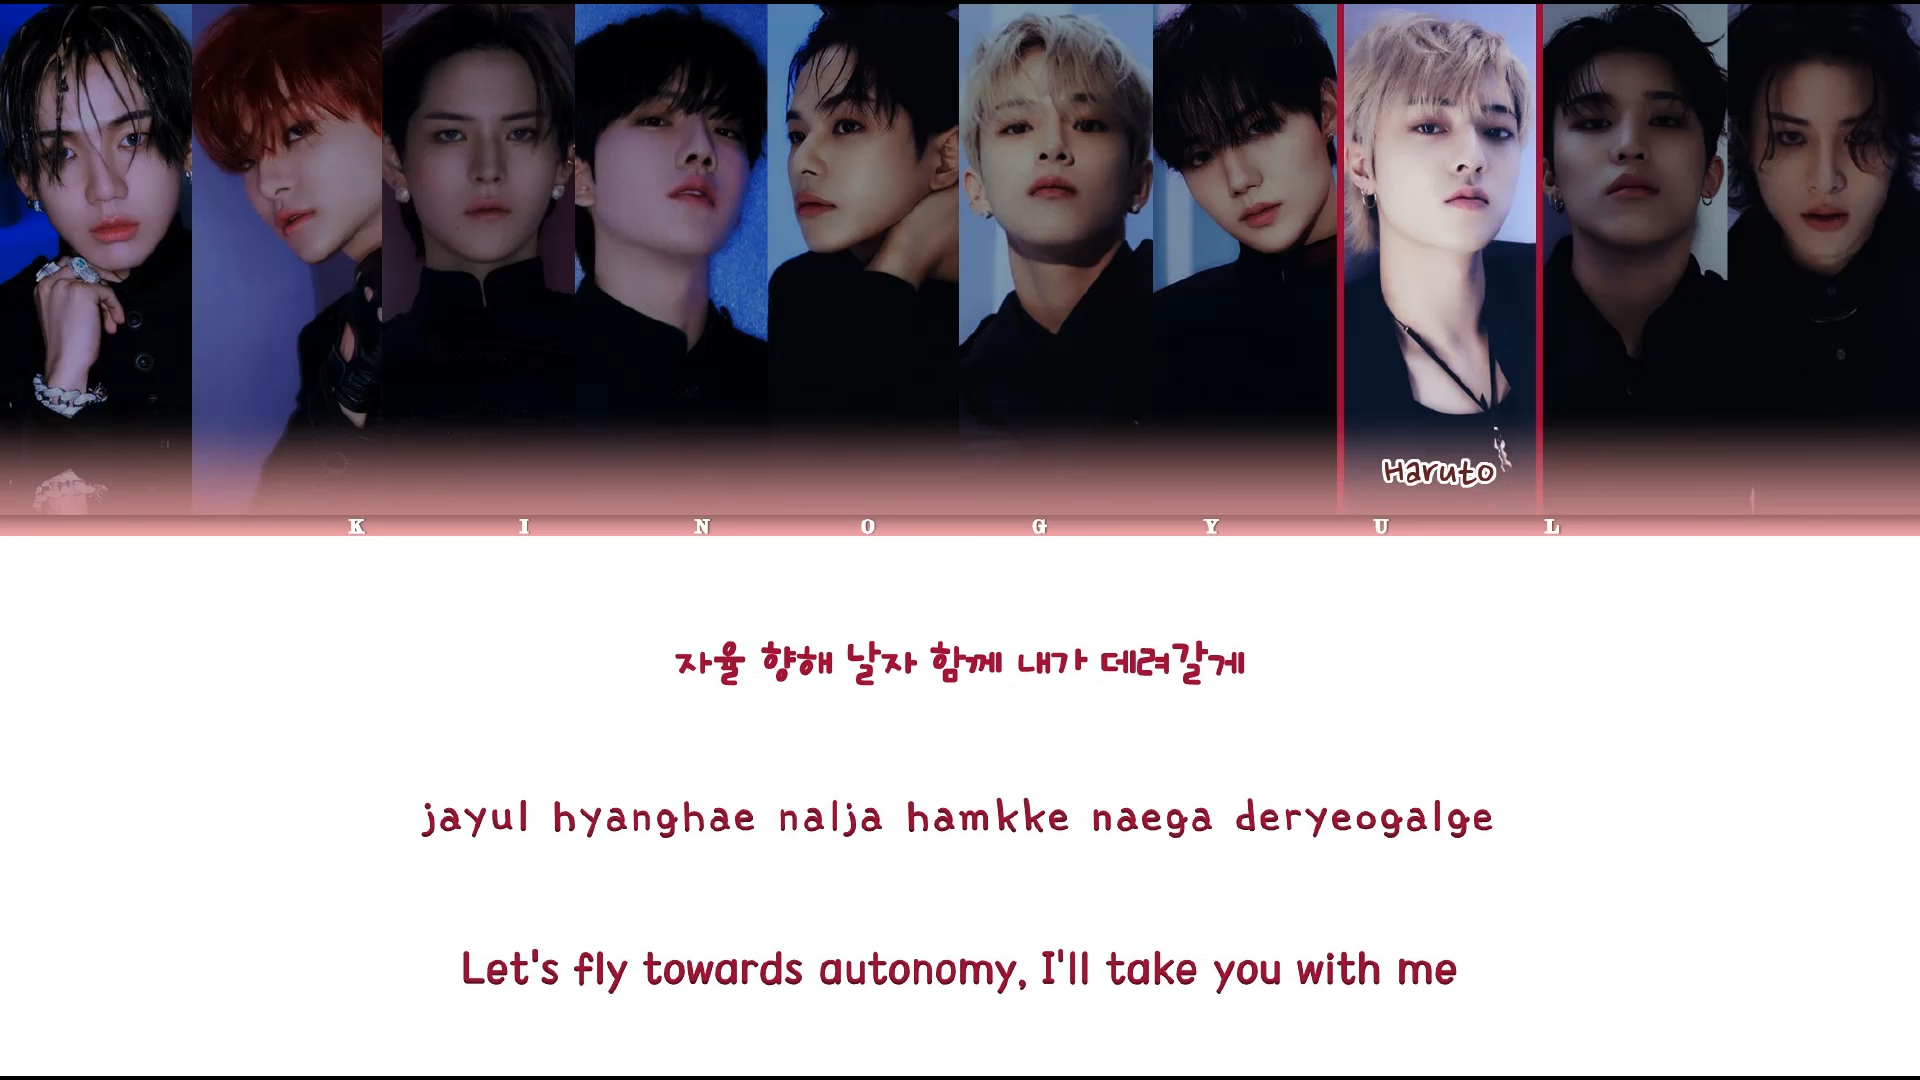 Haruto
K I N O G Y U L
자율 향해 날자 함께 내가 데려갈게
jayul hyanghae nalja hamkke naega deryeogalge
Let's fly towards autonomy, I'll take you with me